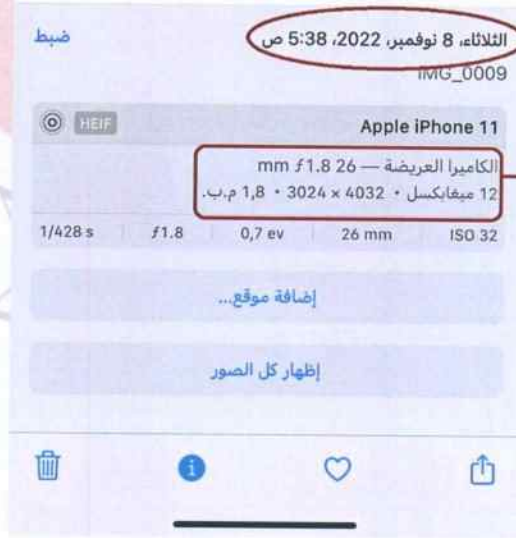 الثلاثاء، 8 نوفمبر، 2022، 5:38 ص
ضبط
IMG_0009
Apple iPhone 11
HEIF
الكاميرا العريضة — 26 mm ƒ1.8
12 ميغابكسل • 3024 × 4032 • 1,8 م.ب.
ISO 32
26 mm
0,7 ev
ƒ1.8
1/428 s
إضافة موقع...
إظهار كل الصور